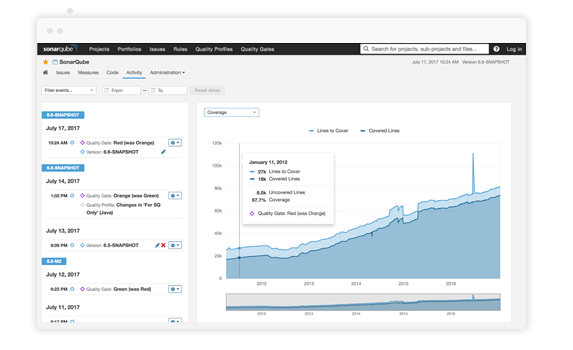 sonarqube Projects Portfolios Issues Rules Quality Profiles Quality Gates Search for projects, sub-projects and files... Log in
SonarQube July 17, 2017 10:24 AM Version 6.6-SNAPSHOT
Issues Measures Code Activity Administration
Filter events... From To Reset dates
6.6-SNAPSHOT
July 17, 2017
10:24 AM Quality Gate: Red (was Orange)
Version: 6.6-SNAPSHOT
6.6-SNAPSHOT
July 14, 2017
1:02 PM Quality Gate: Orange (was Green)
Quality Profile: Changes in 'For SQ
Only' (Java)
July 13, 2017
6:09 PM Version: 6.5-SNAPSHOT
6.5-M2
July 12, 2017
6:23 PM Quality Gate: Green (was Red)
July 11, 2017
Coverage
Lines to Cover Covered Lines
120k
100k
80k
60k
40k
20k
0
January 11, 2012
27k Lines to Cover
18k Covered Lines
8.8k Uncovered Lines
67.7% Coverage
Quality Gate: Red (was Orange)
2012 2013 2014 2015 2016
2012 2013 2014 2015 2016